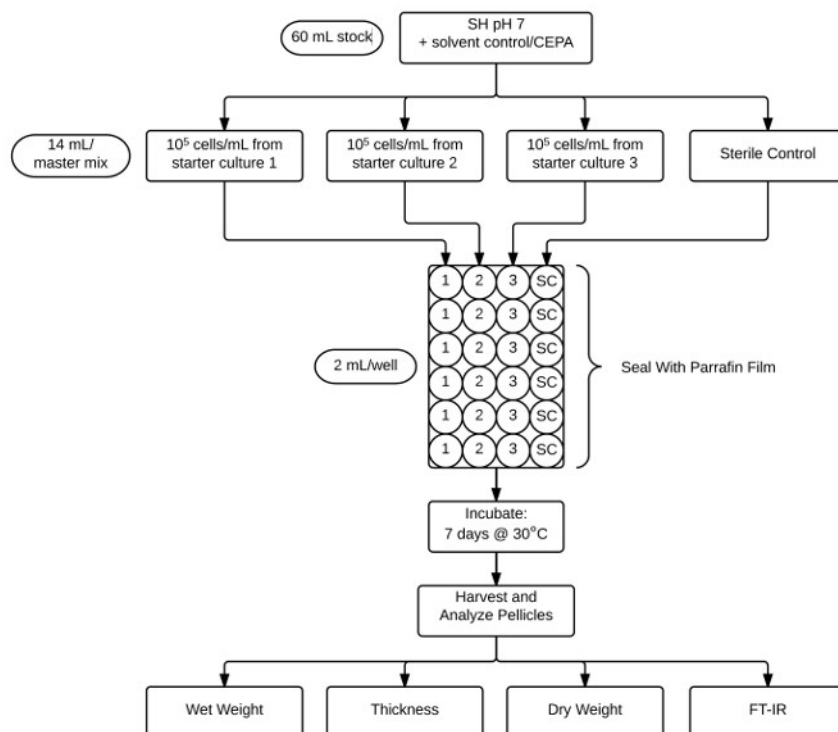 60 mL stock
SH pH 7
+ solvent control/CEPA
14 mL/
master mix
10⁵ cells/mL from
starter culture 1
10⁵ cells/mL from
starter culture 2
10⁵ cells/mL from
starter culture 3
Sterile Control
1 2 3 SC
1 2 3 SC
1 2 3 SC
1 2 3 SC
1 2 3 SC
1 2 3 SC
2 mL/well
Seal With Parrafin Film
Incubate:
7 days @ 30°C
Harvest and
Analyze Pellicles
Wet Weight
Thickness
Dry Weight
FT-IR